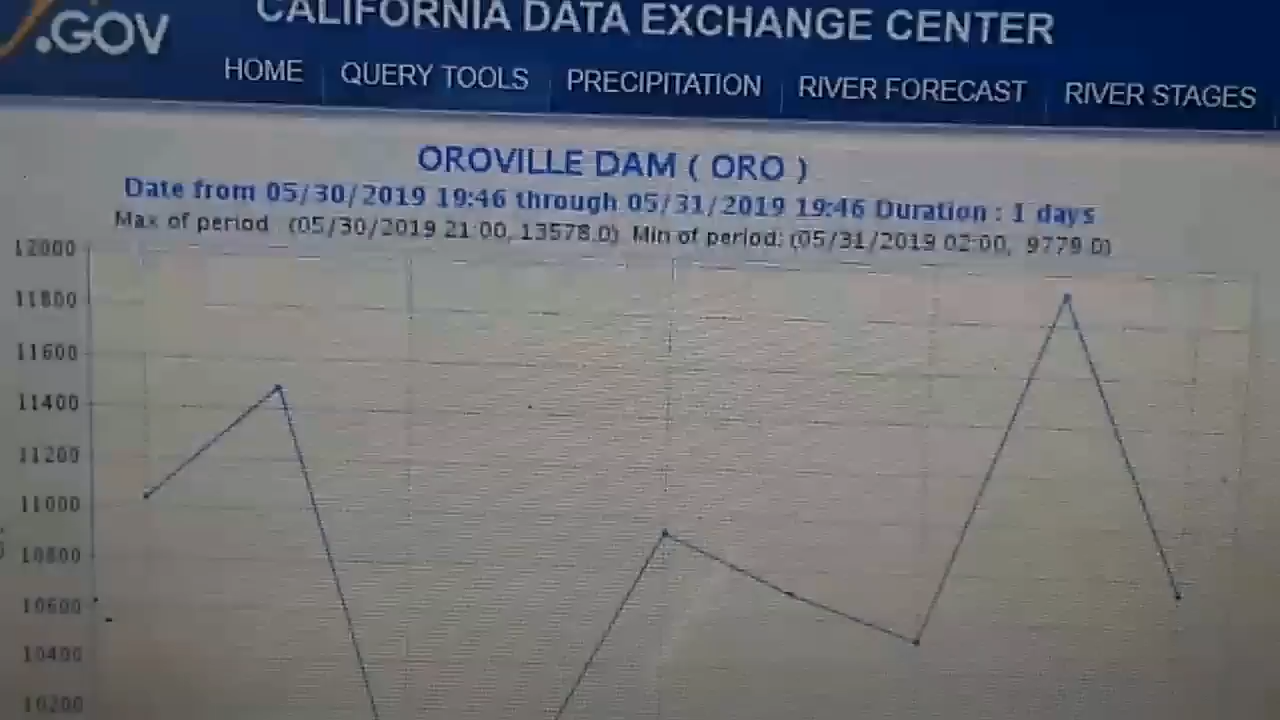 .GOV
CALIFORNIA DATA EXCHANGE CENTER
HOME QUERY TOOLS PRECIPITATION RIVER FORECAST RIVER STAGES
OROVILLE DAM ( ORO )
Date from 05/30/2019 19:46 through 05/31/2019 19:46 Duration : 1 days
Max of period (05/30/2019 21:00, 13578.0) Min of period: (05/31/2019 02:00, 9779.0)
12000
11800
11600
11400
11200
11000
10800
10600
10400
10200